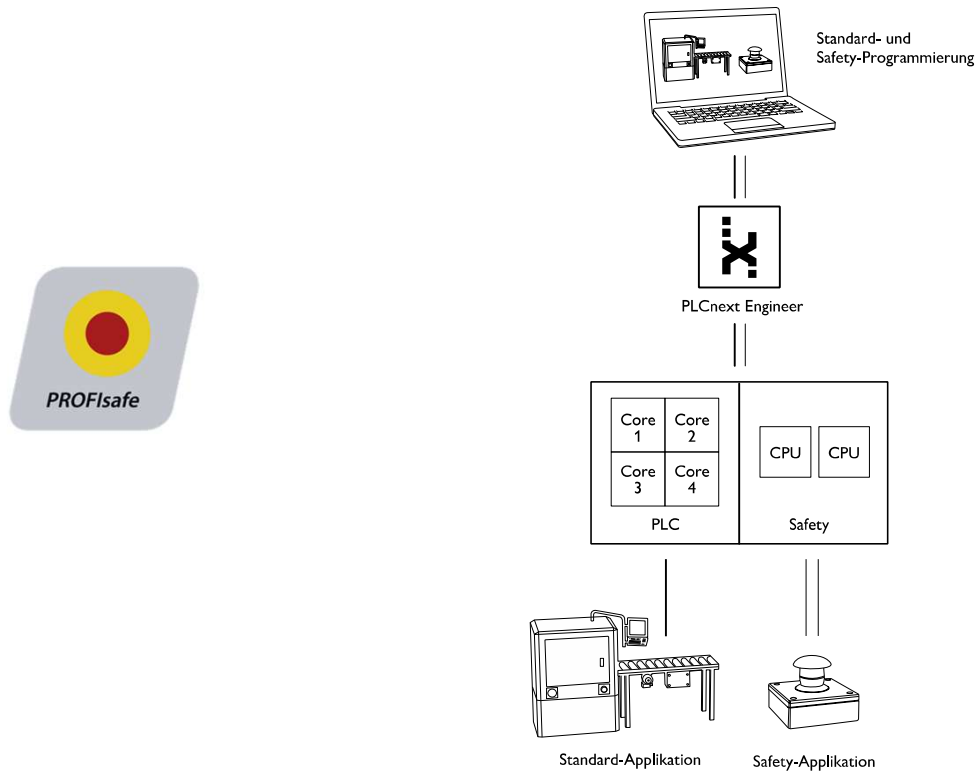 Standard- und
Safety-Programmierung
PLCnext Engineer
PROFIsafe
Core
1
Core
2
Core
3
Core
4
CPU
CPU
PLC
Safety
Standard-Applikation
Safety-Applikation